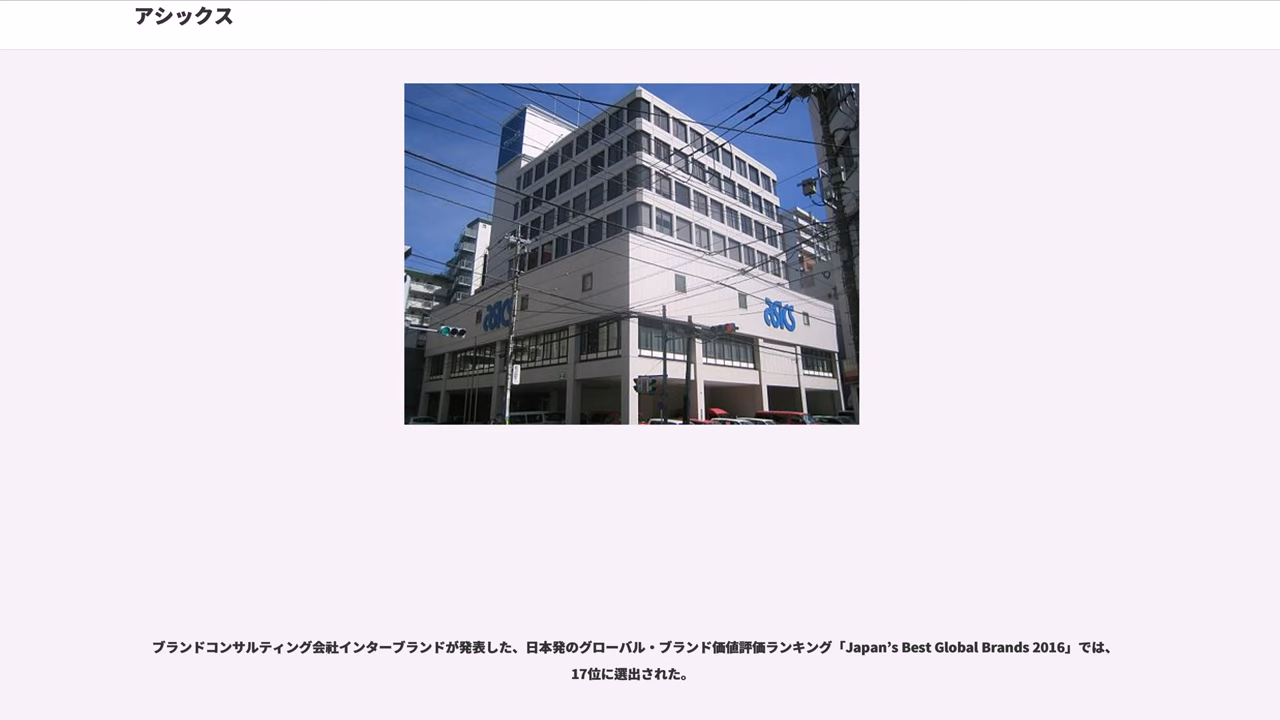 アシックス
asics
asics
ブランドコンサルティング会社インターブランドが発表した、日本発のグローバル・ブランド価値評価ランキング「Japan’s Best Global Brands 2016」では、
17位に選出された。